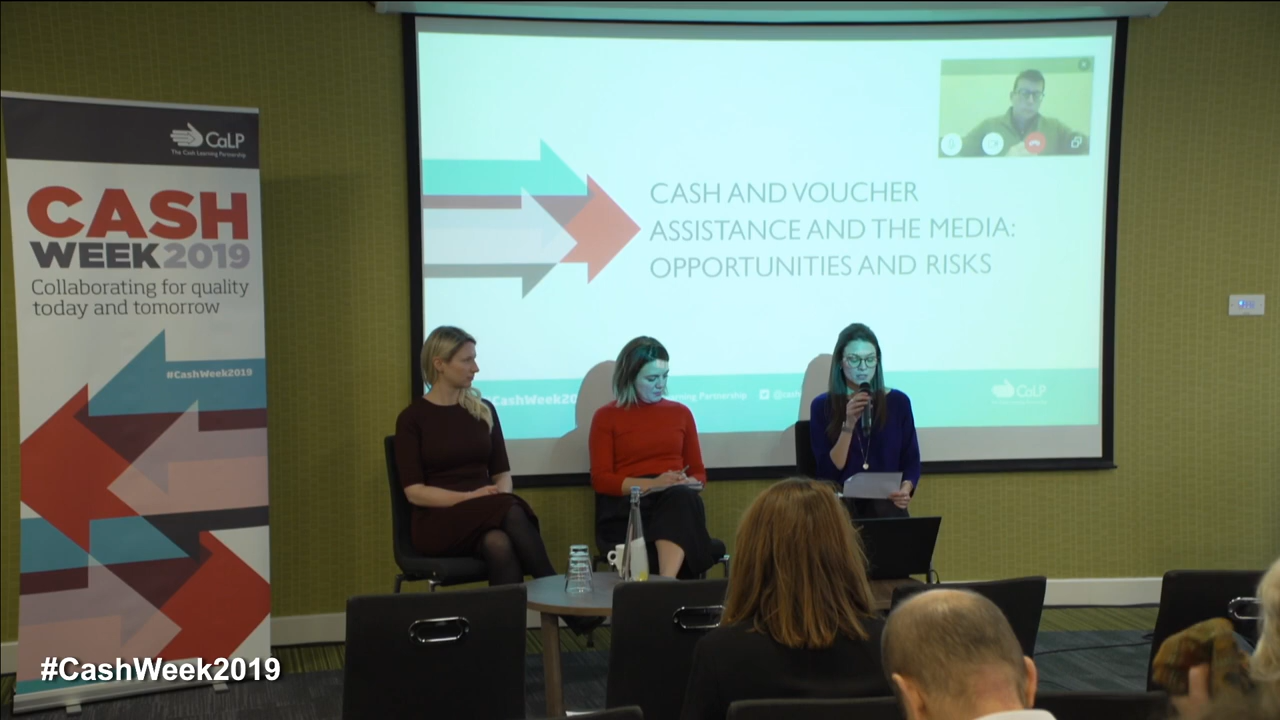 CaLP
The Cash Learning Partnership
CASH
WEEK2019
Collaborating for quality
today and tomorrow
#CashWeek2019
CASH AND VOUCHER
ASSISTANCE AND THE MEDIA:
OPPORTUNITIES AND RISKS
#CashWeek20
Partnership
@cash
CaLP
#CashWeek2019